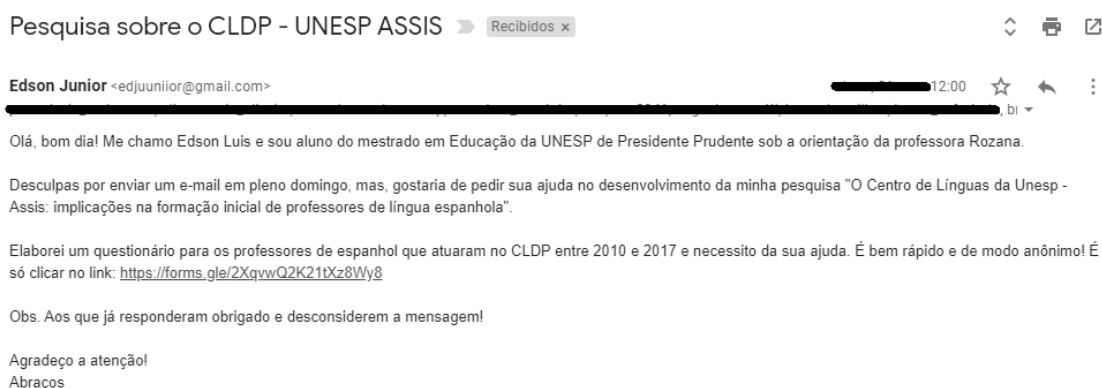 Pesquisa sobre o CLDP - UNESP ASSIS Recibidos x
Edson Junior <edjuuniior@gmail.com> 12:00
, bi
Olá, bom dia! Me chamo Edson Luis e sou aluno do mestrado em Educação da UNESP de Presidente Prudente sob a orientação da professora Rozana.
Desculpas por enviar um e-mail em pleno domingo, mas, gostaria de pedir sua ajuda no desenvolvimento da minha pesquisa "O Centro de Línguas da Unesp -
Assis: implicações na formação inicial de professores de língua espanhola".
Elaborei um questionário para os professores de espanhol que atuaram no CLDP entre 2010 e 2017 e necessito da sua ajuda. É bem rápido e de modo anônimo! É
só clicar no link: https://forms.gle/2XqvwQ2K21tXz8Wy8
Obs. Aos que já responderam obrigado e desconsiderem a mensagem!
Agradeço a atenção!
Abraços